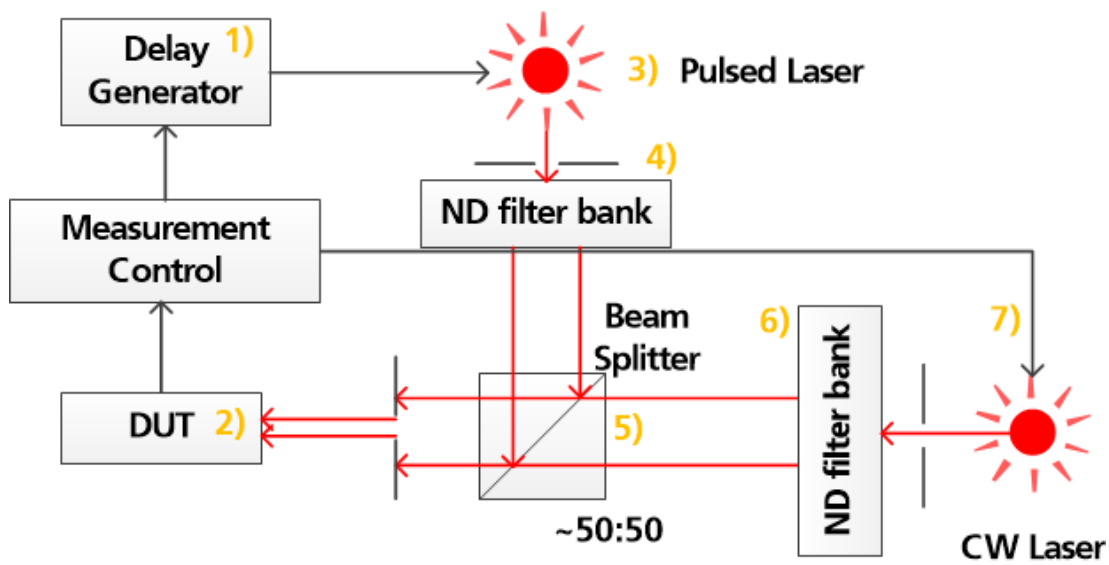 Delay 1)
Generator
3) Pulsed Laser
4)
ND filter bank
Measurement
Control
Beam
Splitter
6)
ND filter bank
7)
DUT 2)
5)
~50:50
CW Laser